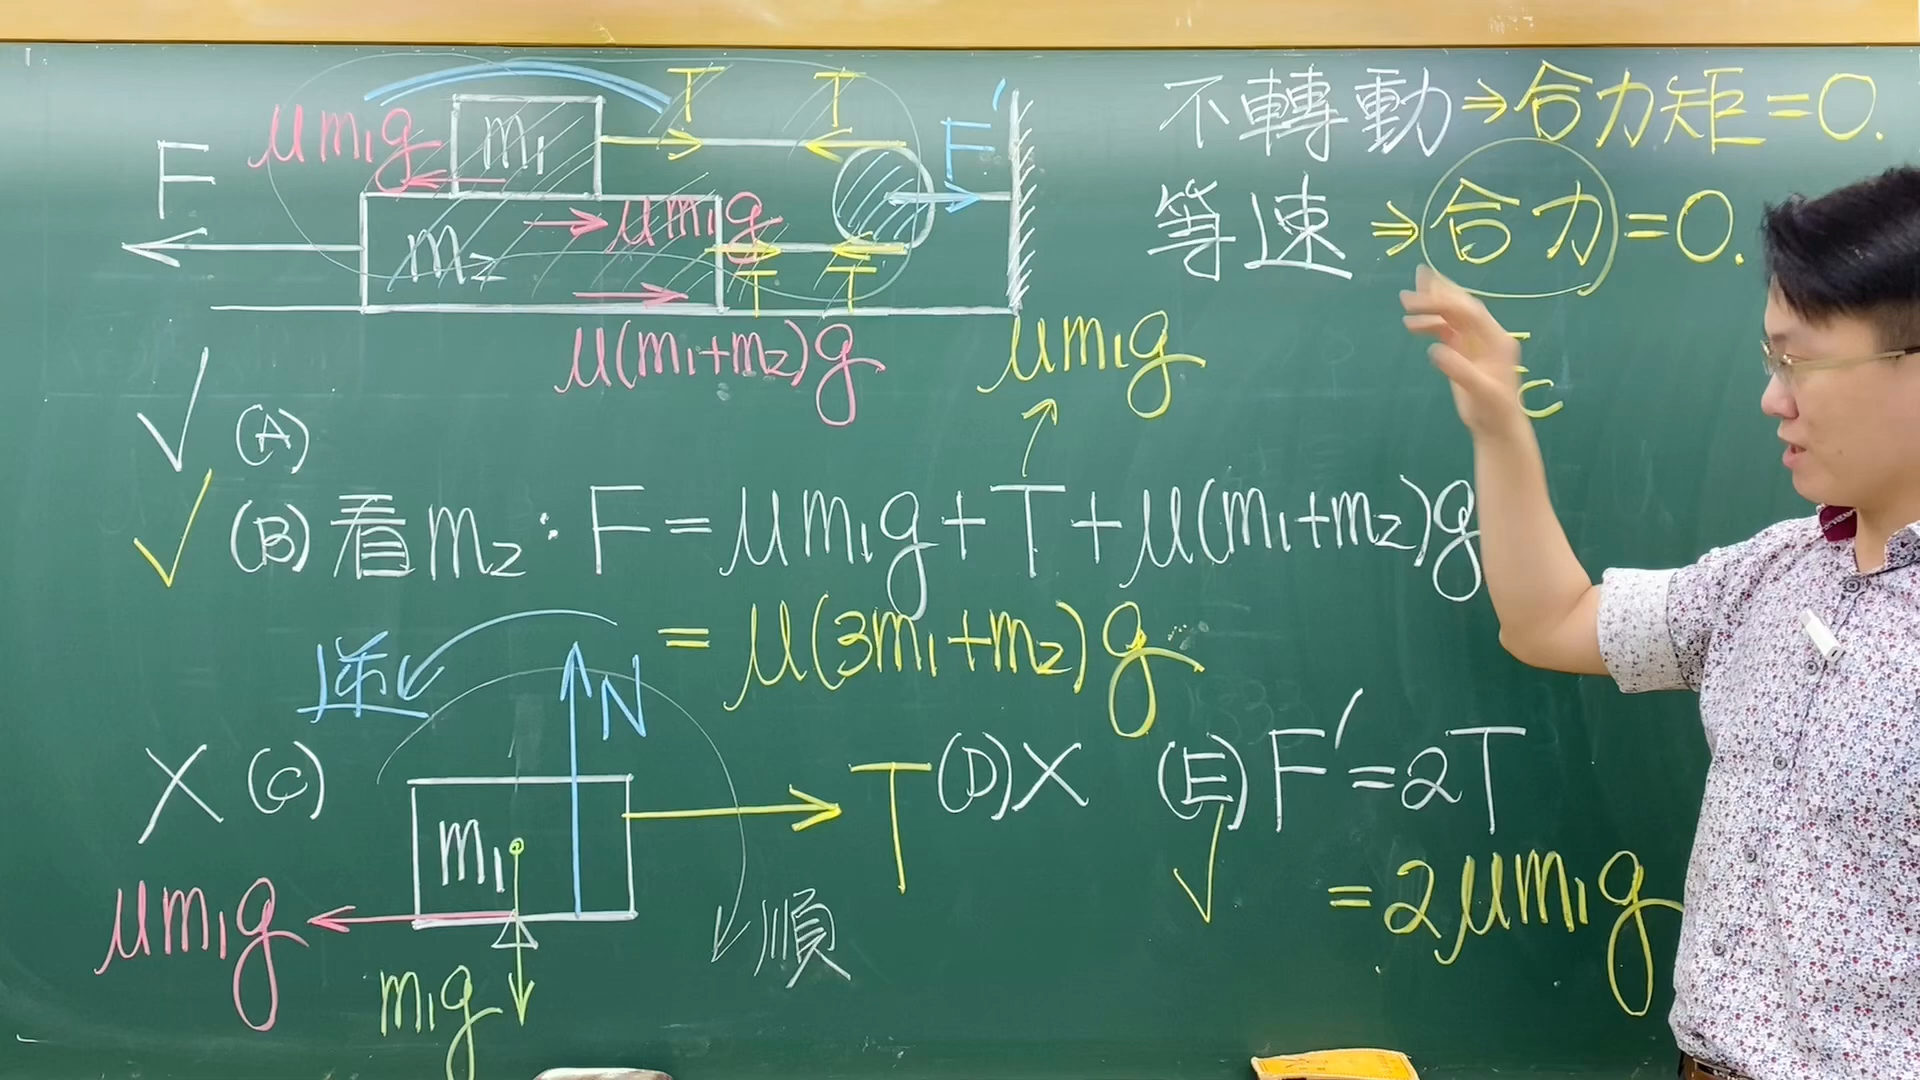 不轉動⇒合力矩=0.
等速⇒合力=0.
F
μm₁g
m₁
T
T
F'
m₂
μm₁g
T
T
μ(m₁+m₂)g
μm₁g
✓ (A)
✓ (B) 看m₂: F=μm₁g+T+μ(m₁+m₂)g
=μ(3m₁+m₂)g
X (C)
逆
N
m₁
T
μm₁g
m₁g
順
(D) X
(E) F'=2T
✓ =2μm₁g